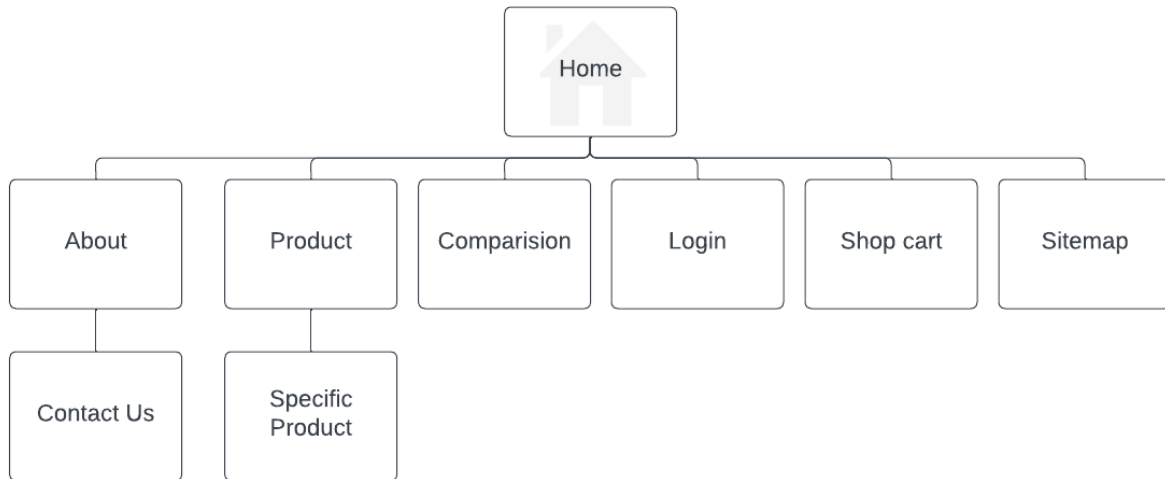 Home
About
Product
Comparision
Login
Shop cart
Sitemap
Contact Us
Specific
Product